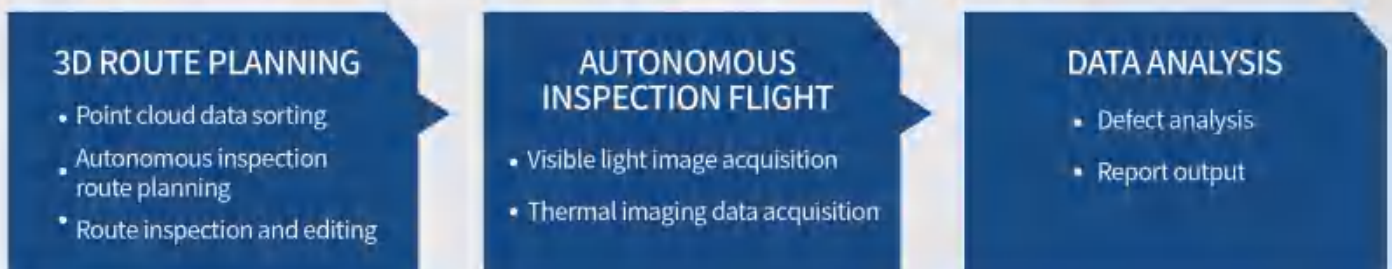 3D ROUTE PLANNING
• Point cloud data sorting
• Autonomous inspection
route planning
• Route inspection and editing
AUTONOMOUS
INSPECTION FLIGHT
• Visible light image acquisition
• Thermal imaging data acquisition
DATA ANALYSIS
• Defect analysis
• Report output